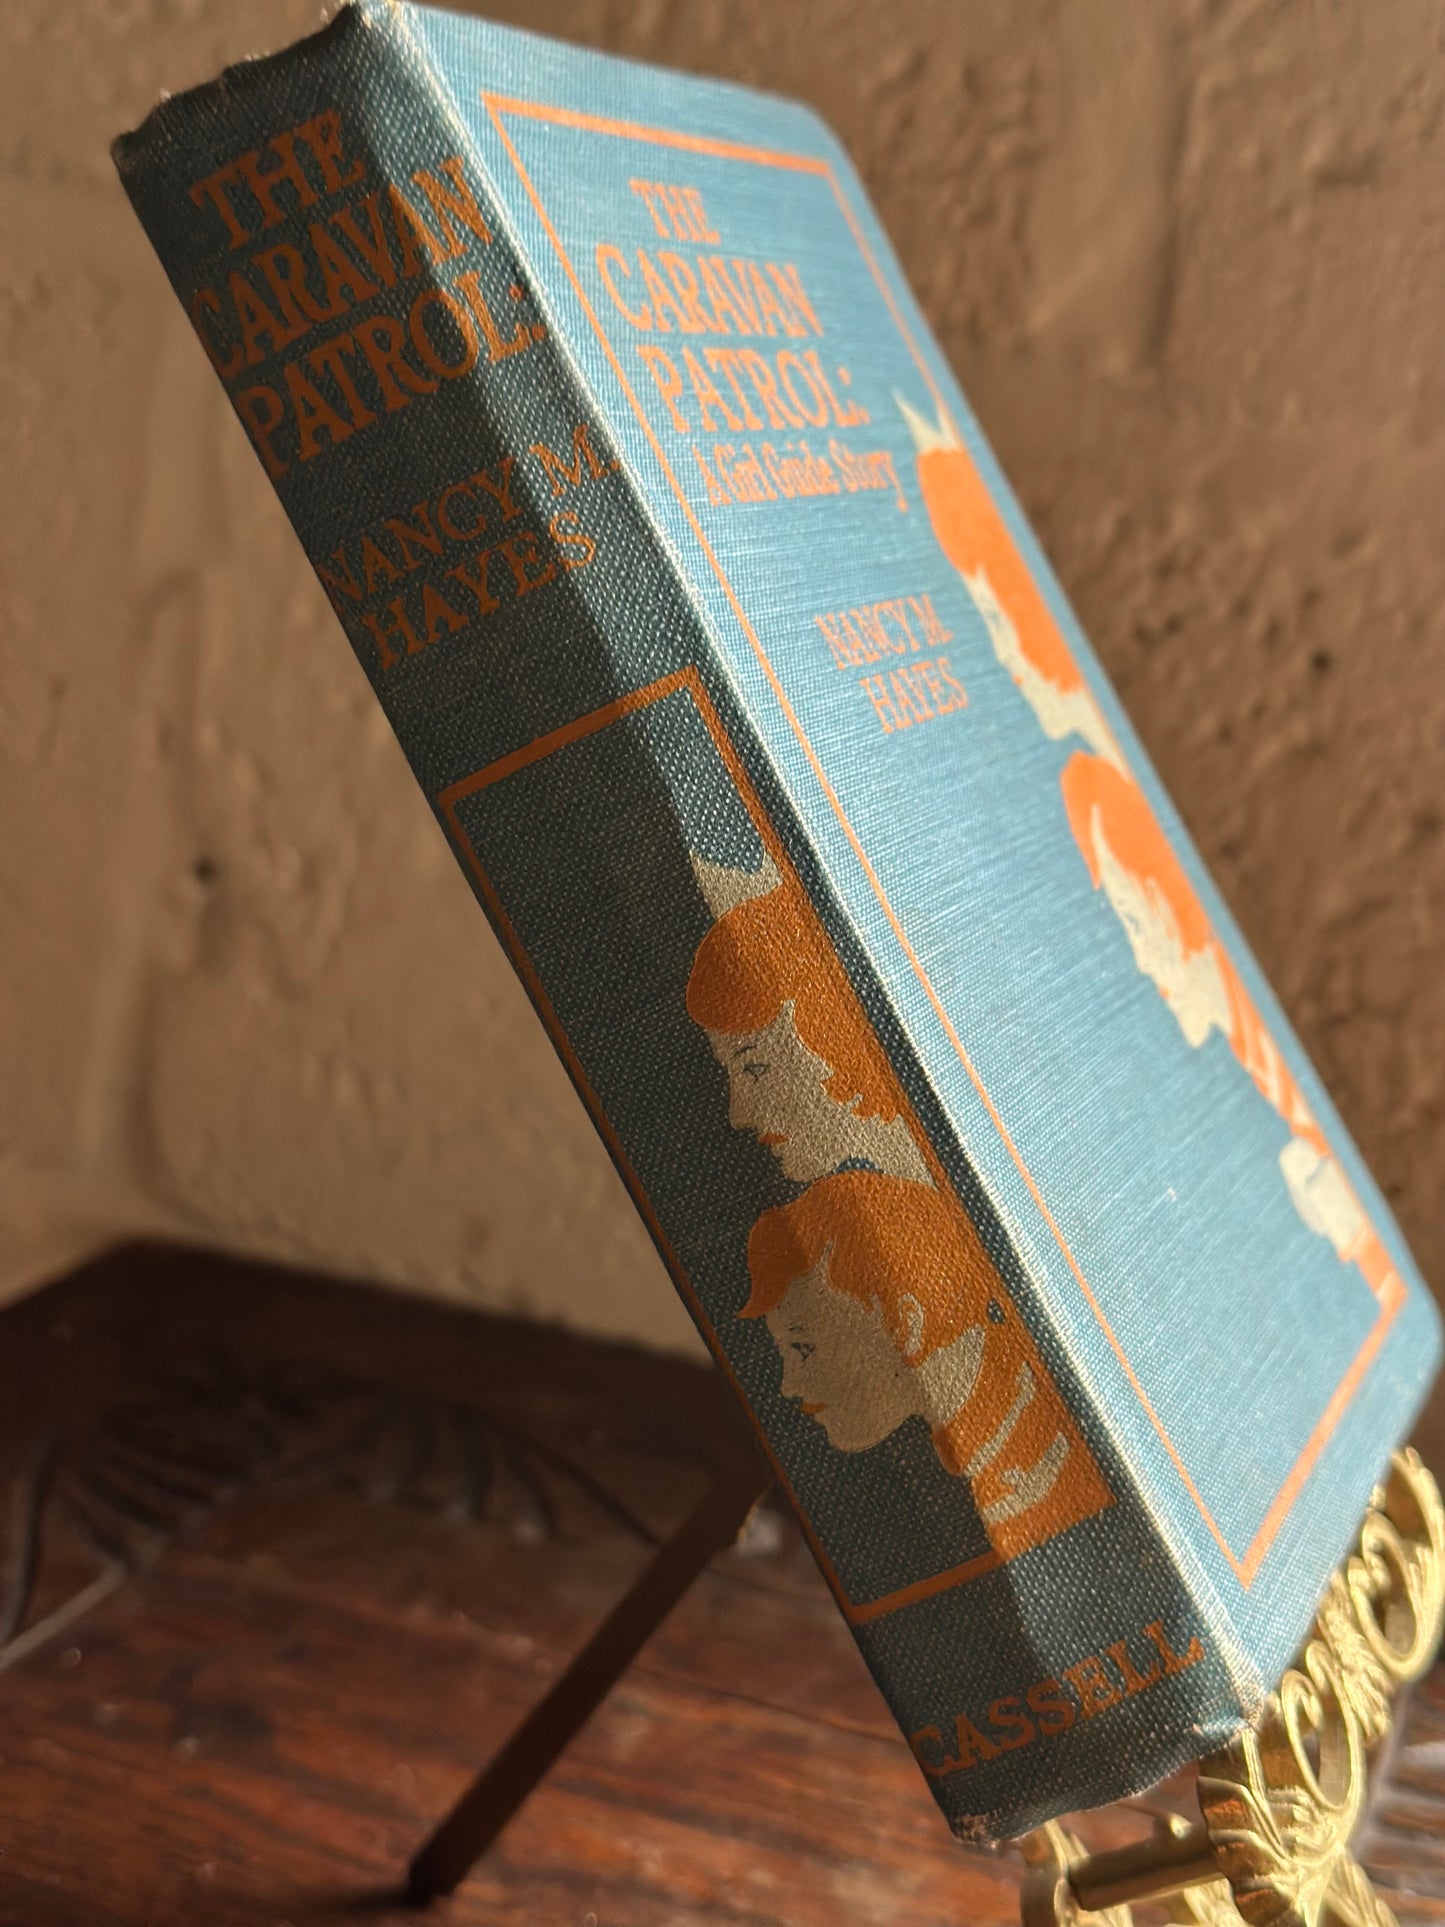 THE
CARAVAN
PATROL:
NANCY M.
HAYES
CASSELL
THE
CARAVAN
PATROL:
A Girl Guide Story
NANCY M.
HAYES